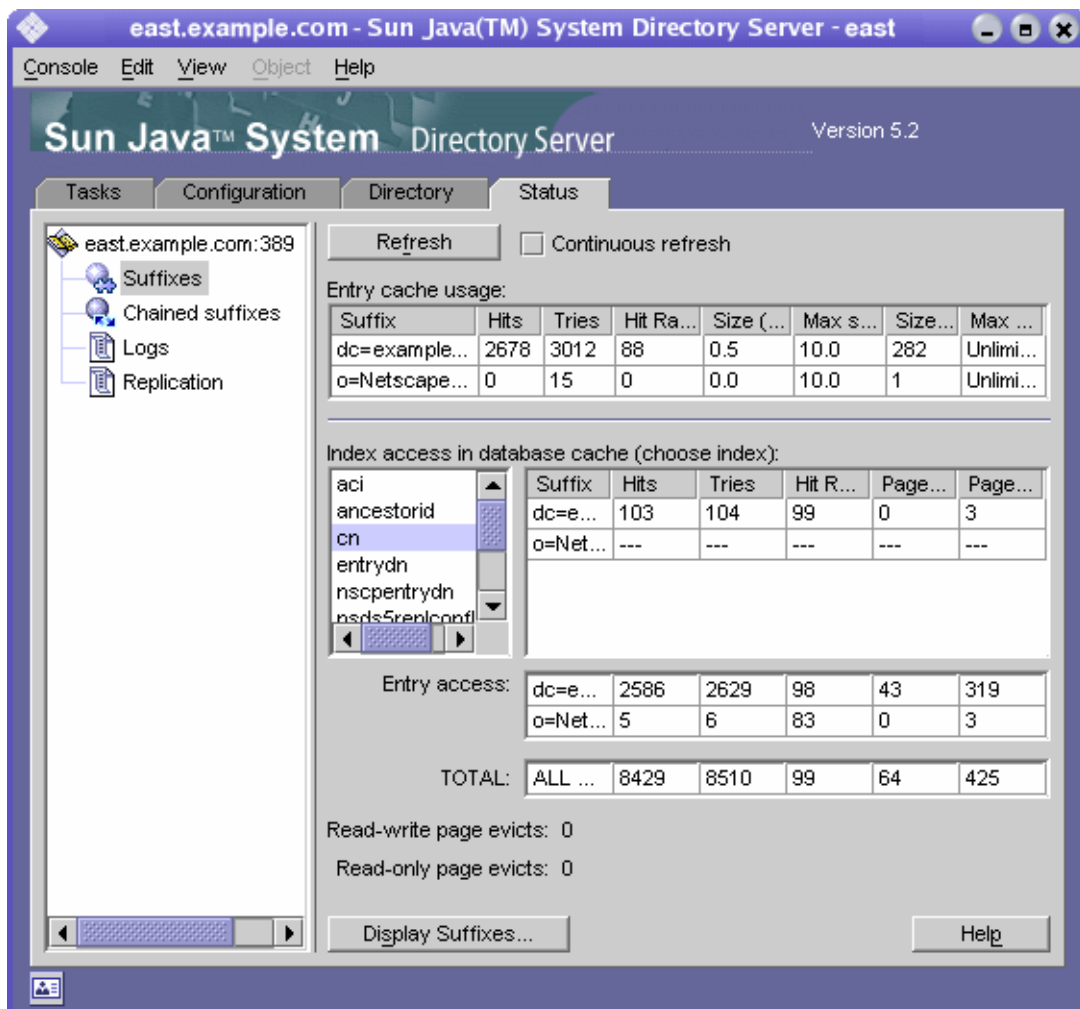 east.example.com - Sun Java(TM) System Directory Server - east
Console Edit View Object Help
Sun Java™ System Directory Server Version 5.2
Tasks Configuration Directory Status
east.example.com:389
Suffixes
Chained suffixes
Logs
Replication
Refresh Continuous refresh
Entry cache usage:
Suffix Hits Tries Hit Ra... Size (... Max s... Size... Max ...
dc=example... 2678 3012 88 0.5 10.0 282 Unlimi...
o=Netscape... 0 15 0 0.0 10.0 1 Unlimi...
Index access in database cache (choose index):
aci
ancestorid
cn
entrydn
nscpentrydn
nsds5replconfl
Suffix Hits Tries Hit R... Page... Page...
dc=e... 103 104 99 0 3
o=Net... --- --- --- --- ---
Entry access: dc=e... 2586 2629 98 43 319
o=Net... 5 6 83 0 3
TOTAL: ALL ... 8429 8510 99 64 425
Read-write page evicts: 0
Read-only page evicts: 0
Display Suffixes... Help